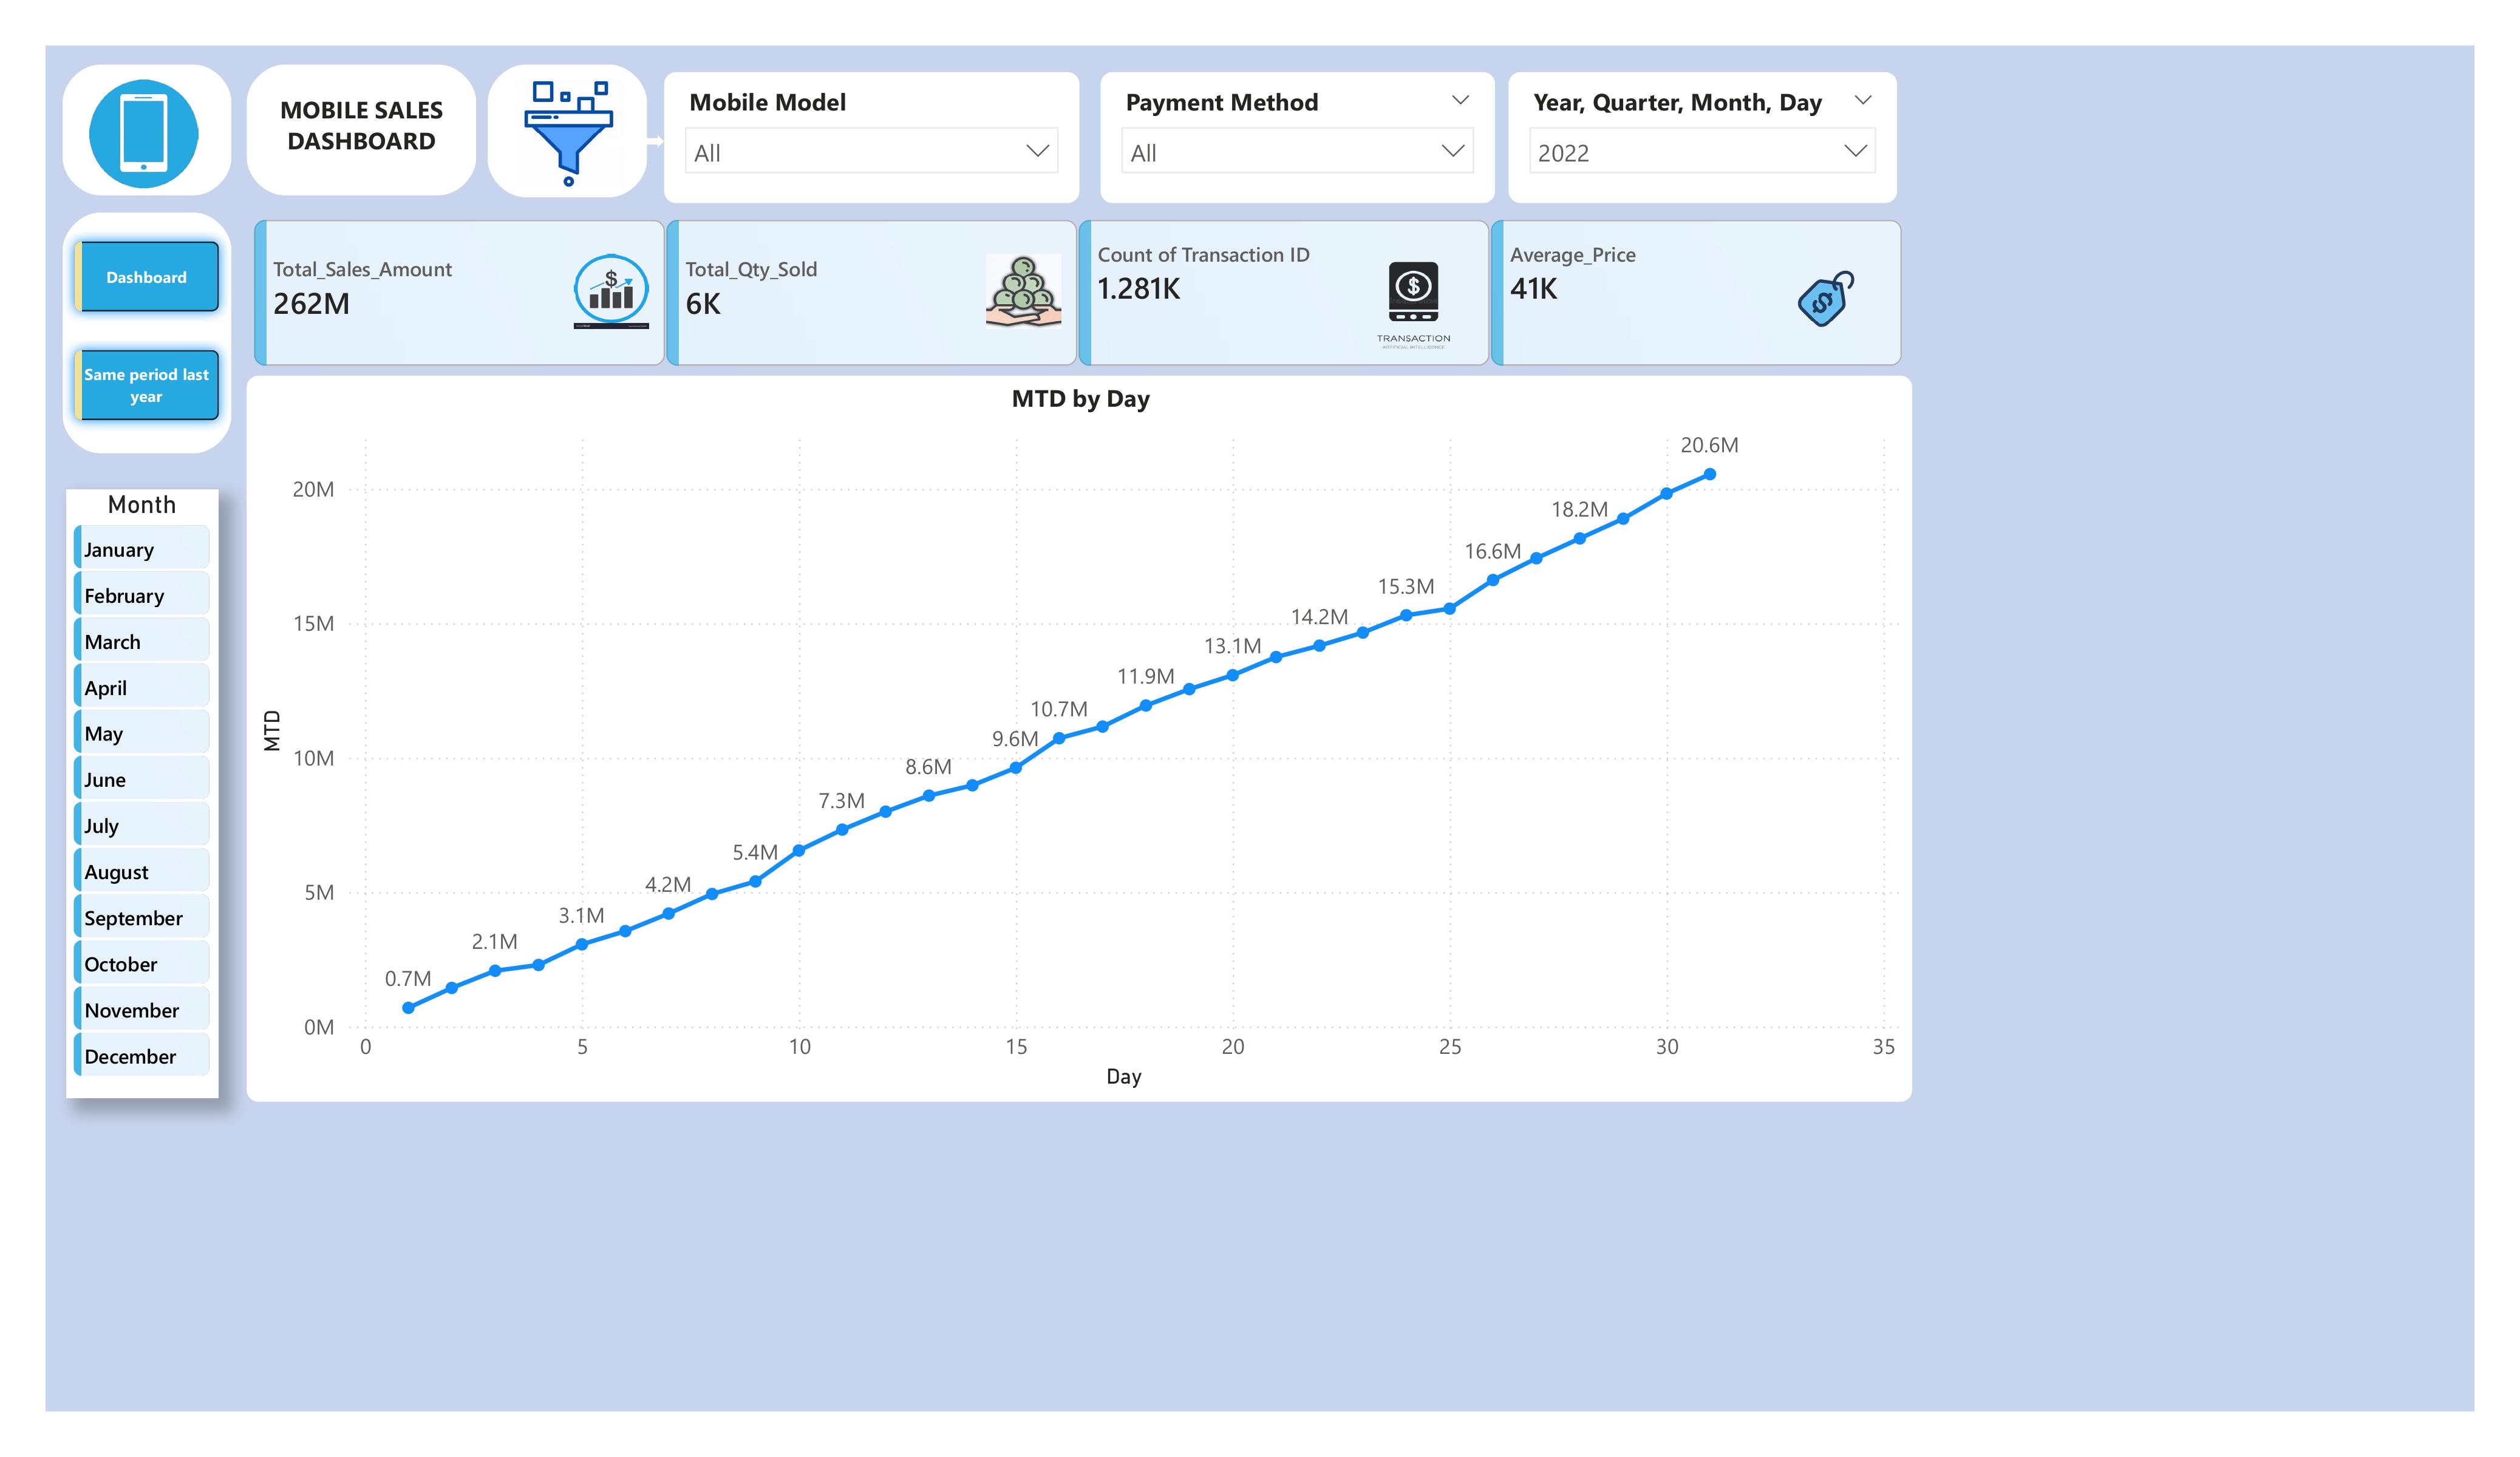 MOBILE SALES
DASHBOARD
Mobile Model
All
Payment Method
All
Year, Quarter, Month, Day
2022
Dashboard
Same period last
year
Total_Sales_Amount
262M
Total_Qty_Sold
6K
Count of Transaction ID
1.281K
TRANSACTION
ARTIFICIAL INTELLIGENCE
Average_Price
41K
Month
January
February
March
April
May
June
July
August
September
October
November
December
MTD by Day
MTD
20M
15M
10M
5M
0M
0.7M
2.1M
3.1M
4.2M
5.4M
7.3M
8.6M
9.6M
10.7M
11.9M
13.1M
14.2M
15.3M
16.6M
18.2M
20.6M
0 5 10 15 20 25 30 35
Day